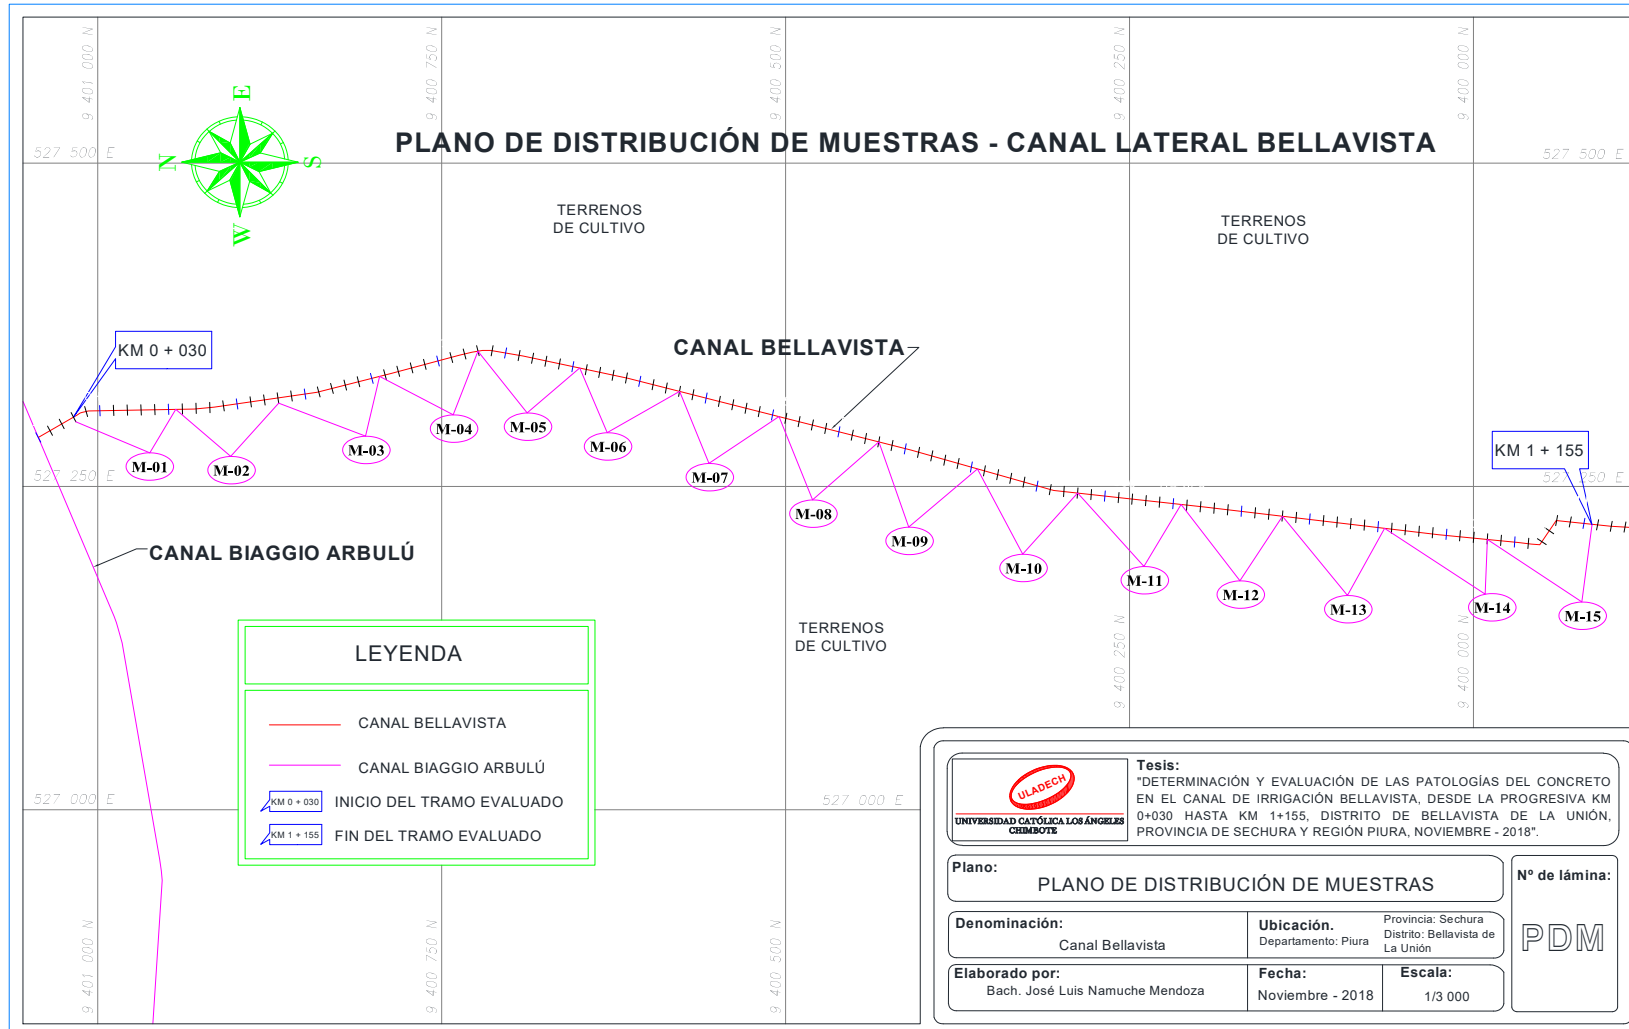 9 401 000 N
9 400 750 N
9 400 500 N
9 400 250 N
9 400 000 N
E
N
S
W
PLANO DE DISTRIBUCIÓN DE MUESTRAS - CANAL LATERAL BELLAVISTA
527 500 E
527 500 E
TERRENOS
DE CULTIVO
TERRENOS
DE CULTIVO
KM 0 + 030
CANAL BELLAVISTA
KM 1 + 155
M-01
M-02
M-03
M-04
M-05
M-06
M-07
M-08
M-09
M-10
M-11
M-12
M-13
M-14
M-15
527 250 E
527 250 E
CANAL BIAGGIO ARBULÚ
TERRENOS
DE CULTIVO
9 400 250 N
9 400 000 N
LEYENDA
CANAL BELLAVISTA
CANAL BIAGGIO ARBULÚ
KM 0 + 030
INICIO DEL TRAMO EVALUADO
KM 1 + 155
FIN DEL TRAMO EVALUADO
527 000 E
527 000 E
9 401 000 N
9 400 750 N
9 400 500 N
ULADECH
UNIVERSIDAD CATÓLICA LOS ÁNGELES
CHIMBOTE
Tesis:
"DETERMINACIÓN Y EVALUACIÓN DE LAS PATOLOGÍAS DEL CONCRETO
EN EL CANAL DE IRRIGACIÓN BELLAVISTA, DESDE LA PROGRESIVA KM
0+030 HASTA KM 1+155, DISTRITO DE BELLAVISTA DE LA UNIÓN,
PROVINCIA DE SECHURA Y REGIÓN PIURA, NOVIEMBRE - 2018".
Plano:
PLANO DE DISTRIBUCIÓN DE MUESTRAS
Nº de lámina:
PDM
Denominación:
Canal Bellavista
Ubicación.
Departamento: Piura
Provincia: Sechura
Distrito: Bellavista de
La Unión
Elaborado por:
Bach. José Luis Namuche Mendoza
Fecha:
Noviembre - 2018
Escala:
1/3 000